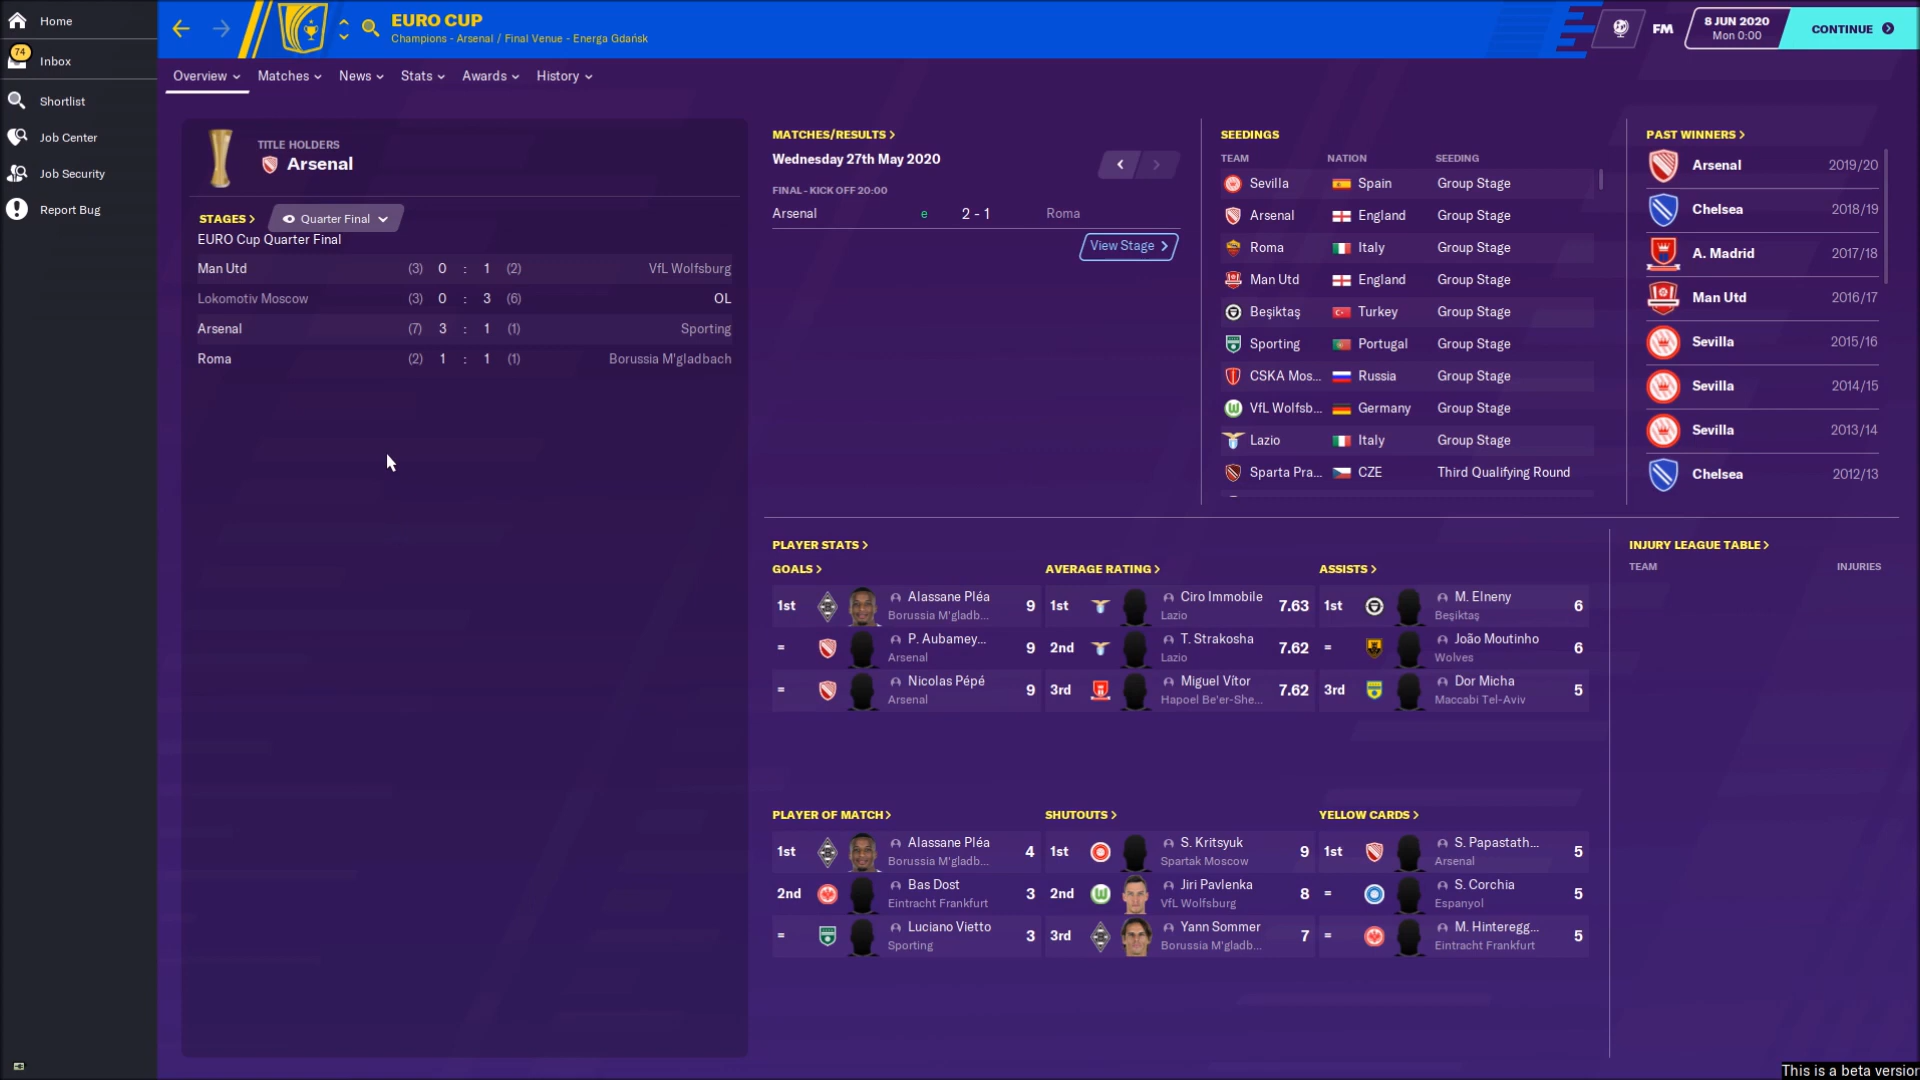 Home
74
Inbox
Shortlist
Job Center
Job Security
Report Bug
EURO CUP
Champions - Arsenal / Final Venue - Energa Gdańsk
FM
8 JUN 2020
Mon 0:00
CONTINUE
Overview Matches News Stats Awards History
TITLE HOLDERS
Arsenal
STAGES > Quarter Final
EURO Cup Quarter Final
Man Utd (3) 0 : 1 (2) VfL Wolfsburg
Lokomotiv Moscow (3) 0 : 3 (6) OL
Arsenal (7) 3 : 1 (1) Sporting
Roma (2) 1 : 1 (1) Borussia M'gladbach
MATCHES/RESULTS >
Wednesday 27th May 2020
FINAL - KICK OFF 20:00
Arsenal e 2 - 1 Roma
View Stage >
SEEDINGS
TEAM NATION SEEDING
Sevilla Spain Group Stage
Arsenal England Group Stage
Roma Italy Group Stage
Man Utd England Group Stage
Beşiktaş Turkey Group Stage
Sporting Portugal Group Stage
CSKA Mos... Russia Group Stage
VfL Wolfsb... Germany Group Stage
Lazio Italy Group Stage
Sparta Pra... CZE Third Qualifying Round
PAST WINNERS >
Arsenal 2019/20
Chelsea 2018/19
A. Madrid 2017/18
Man Utd 2016/17
Sevilla 2015/16
Sevilla 2014/15
Sevilla 2013/14
Chelsea 2012/13
PLAYER STATS >
GOALS >
1st Alassane Pléa 9
Borussia M'gladb...
= P. Aubamey... 9
Arsenal
= Nicolas Pépé 9
Arsenal
AVERAGE RATING >
1st Ciro Immobile 7.63
Lazio
2nd T. Strakosha 7.62
Lazio
3rd Miguel Vítor 7.62
Hapoel Be'er-She...
ASSISTS >
1st M. Elneny 6
Beşiktaş
= João Moutinho 6
Wolves
3rd Dor Micha 5
Maccabi Tel-Aviv
INJURY LEAGUE TABLE >
TEAM INJURIES
PLAYER OF MATCH >
1st Alassane Pléa 4
Borussia M'gladb...
2nd Bas Dost 3
Eintracht Frankfurt
= Luciano Vietto 3
Sporting
SHUTOUTS >
1st S. Kritsyuk 9
Spartak Moscow
2nd Jiri Pavlenka 8
VfL Wolfsburg
3rd Yann Sommer 7
Borussia M'gladb...
YELLOW CARDS >
1st S. Papastath... 5
Arsenal
= S. Corchia 5
Espanyol
= M. Hinteregg... 5
Eintracht Frankfurt
This is a beta version